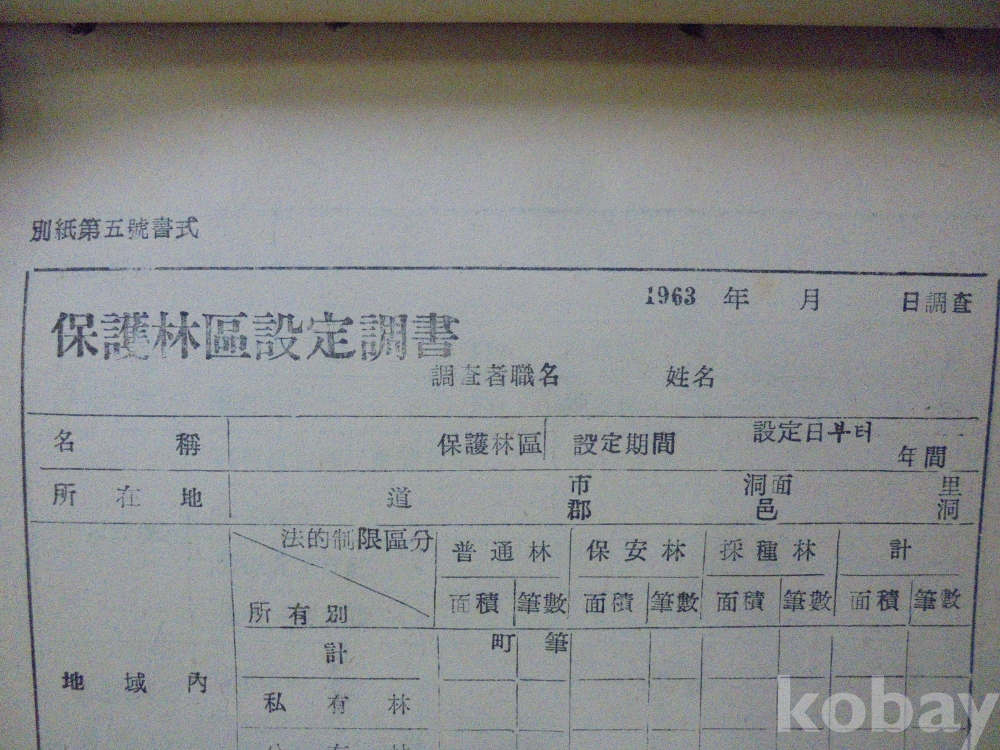 別紙第五號書式
1963 年 月 日調査
保護林區設定調書
調査者職名 姓名
名稱 保護林區 設定期間 設定日부터 年間
所在地 道 市 洞面 里
郡 邑 洞
法的制限區分 普通林 保安林 採種林 計
所有別 面積 筆數 面積 筆數 面積 筆數 面積 筆數
計 町 筆
地域內 私有林
kobay